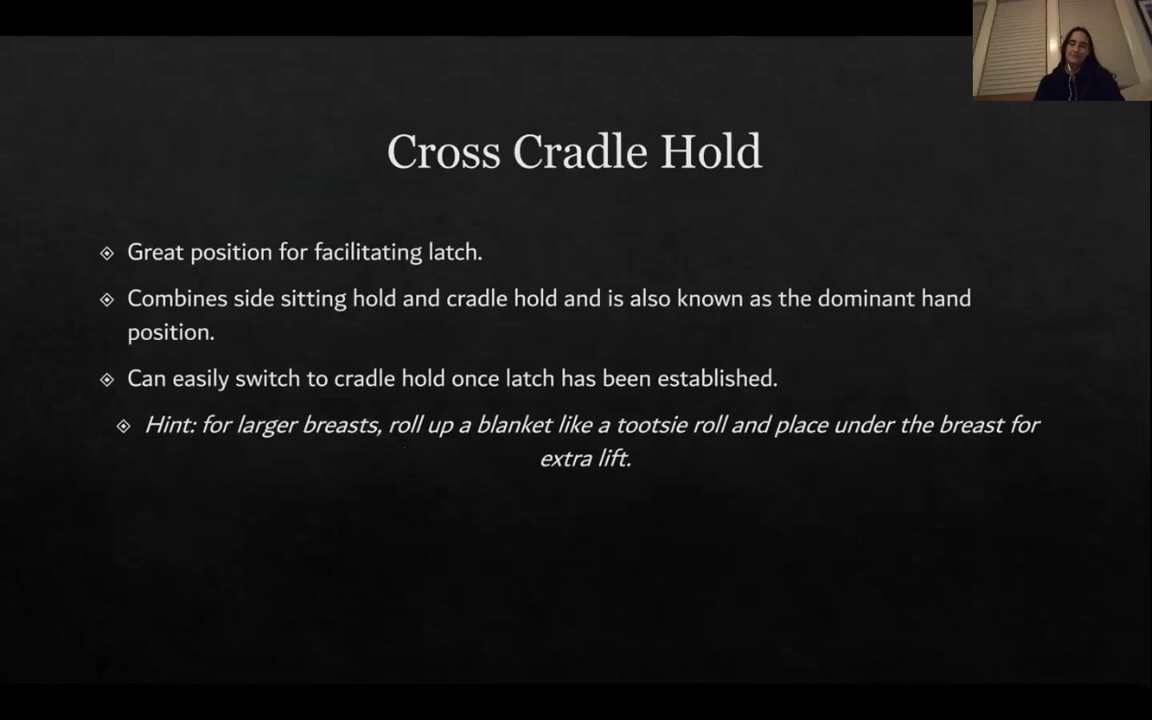 Cross Cradle Hold
Great position for facilitating latch.
Combines side sitting hold and cradle hold and is also known as the dominant hand
position.
Can easily switch to cradle hold once latch has been established.
Hint: for larger breasts, roll up a blanket like a tootsie roll and place under the breast for
extra lift.